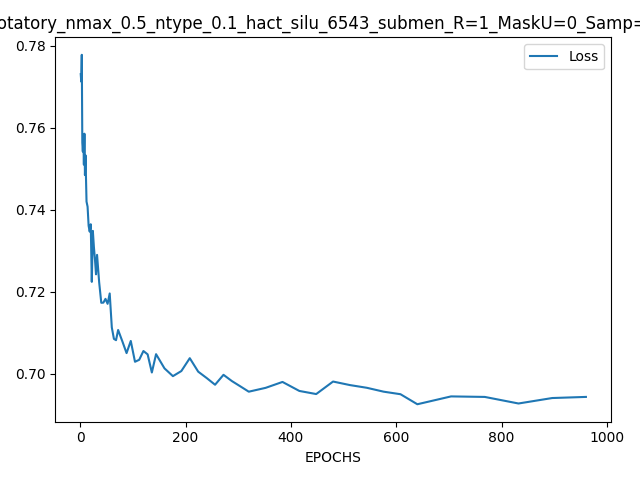 otatory_nmax_0.5_ntype_0.1_hact_silu_6543_submen_R=1_MaskU=0_Samp=
Loss
0.78
0.76
0.74
0.72
0.70
0 200 400 600 800 1000
EPOCHS